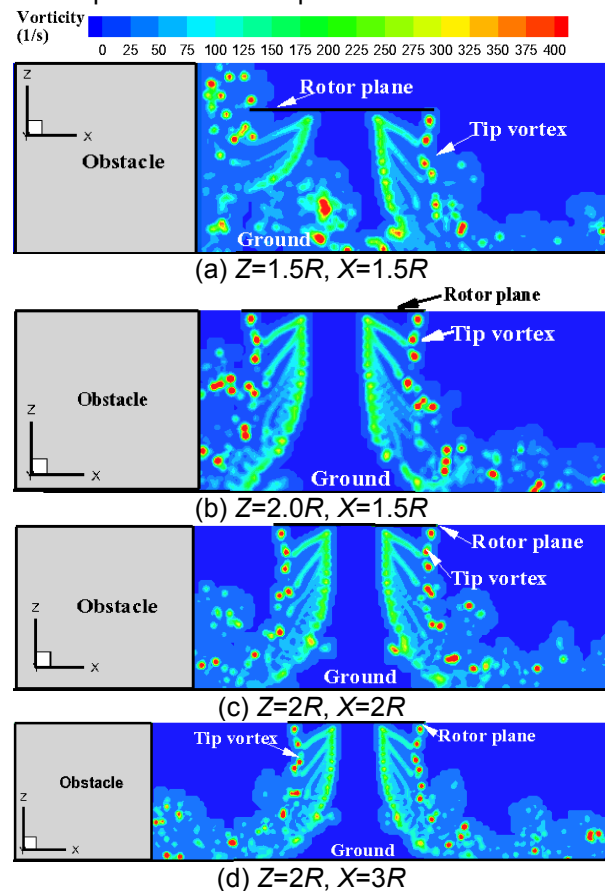 Vorticity
(1/s)
0 25 50 75 100 125 150 175 200 225 250 275 300 325 350 375 400
Z
X
Rotor plane
Obstacle
Tip vortex
Ground
(a) Z=1.5R, X=1.5R
Rotor plane
Tip vortex
Obstacle
Z
X
Ground
(b) Z=2.0R, X=1.5R
Rotor plane
Tip vortex
Obstacle
Z
X
Ground
(c) Z=2R, X=2R
Tip vortex
Rotor plane
Obstacle
Z
X
Ground
(d) Z=2R, X=3R